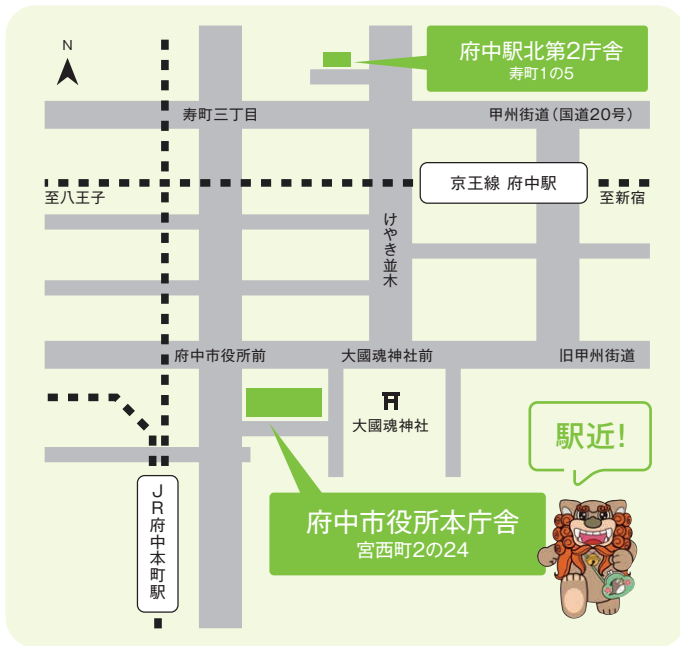 N
府中駅北第2庁舎
寿町1の5
寿町三丁目
甲州街道(国道20号)
京王線 府中駅
至八王子
至新宿
けやき並木
府中市役所前
大國魂神社前
旧甲州街道
大國魂神社
駅近!
JR府中本町駅
府中市役所本庁舎
宮西町2の24